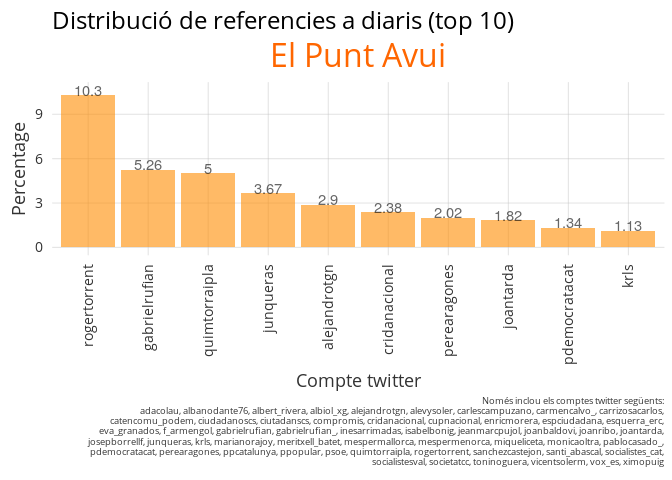 Distribució de referencies a diaris (top 10)
El Punt Avui
Percentage
9
6
3
0
10.3
5.26
5
3.67
2.9
2.38
2.02
1.82
1.34
1.13
rogertorrent
gabrielrufian
quimtorraipla
junqueras
alejandrotgn
cridanacional
perearagones
joantarda
pdemocratacat
krls
Compte twitter
Només inclou els comptes twitter següents:
adacolau, albanodante76, albert_rivera, albiol_xg, alejandrotgn, alevysoler, carlescampuzano, carmencalvo_, carrizosacarlos,
catencomu_podem, ciudadanoscs, ciutadanscs, compromis, cridanacional, cupnacional, enricmorera, espciudadana, esquerra_erc,
eva_granados, f_armengol, gabrielrufian, gabrielrufian_, inesarrimadas, isabelbonig, jeanmarcpujol, joanbaldovi, joanribo, joantarda,
josepborrellf, junqueras, krls, marianorajoy, meritxell_batet, mespermallorca, mespermenorca, miqueliceta, monicaoltra, pablocasado_,
pdemocratacat, perearagones, ppcatalunya, ppopular, psoe, quimtorraipla, rogertorrent, sanchezcastejon, santi_abascal, socialistes_cat,
socialistesval, societatcc, toninoguera, vicentsolerm, vox_es, ximopuig